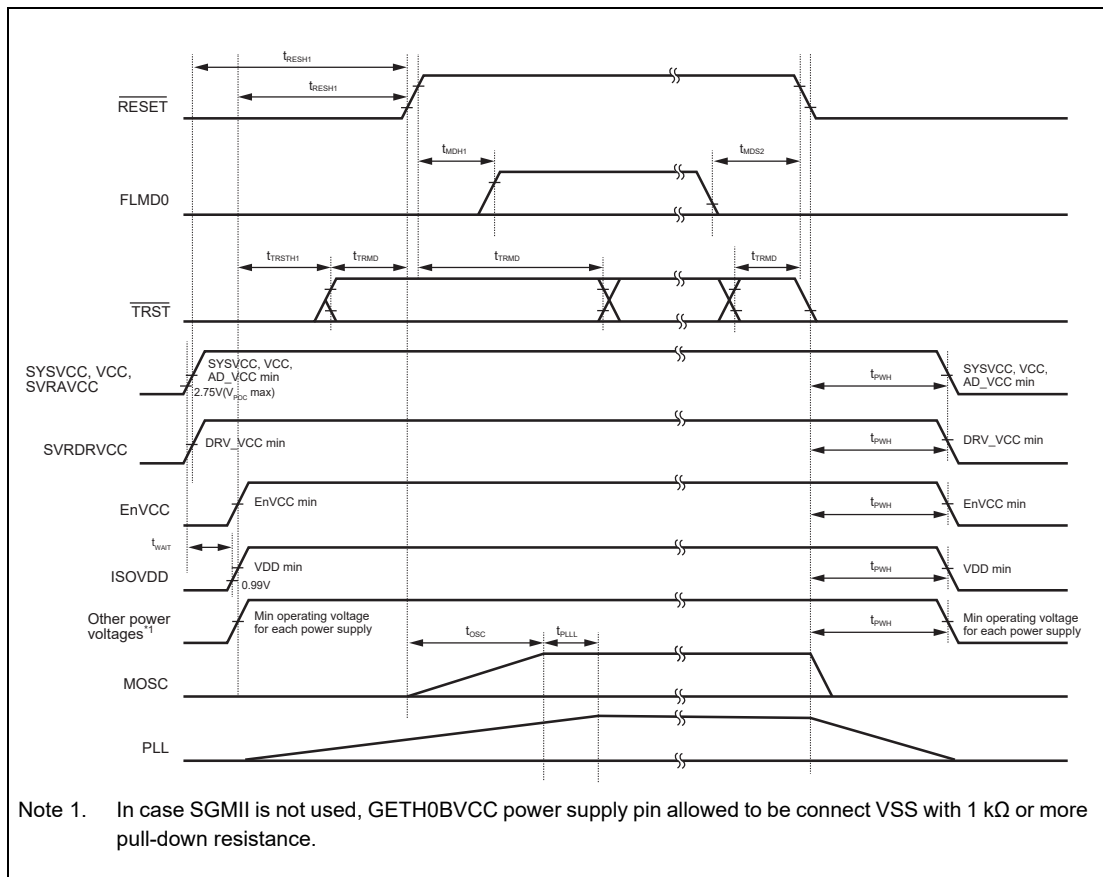 tRESH1
tRESH1
RESET
tMDH1
tMDS2
FLMD0
tTRSTH1
tTRMD
tTRMD
tTRMD
TRST
SYSVCC, VCC,
SVRAVCC
SYSVCC, VCC,
AD_VCC min
2.75V(VPOC max)
tPWH
SYSVCC, VCC,
AD_VCC min
SVRDRVCC
DRV_VCC min
tPWH
DRV_VCC min
EnVCC
EnVCC min
tPWH
EnVCC min
tWAIT
ISOVDD
VDD min
0.99V
tPWH
VDD min
Other power
voltages*1
Min operating voltage
for each power supply
tPWH
Min operating voltage
for each power supply
tOSC
tPLLL
MOSC
PLL
Note 1. In case SGMII is not used, GETH0BVCC power supply pin allowed to be connect VSS with 1 kΩ or more
pull-down resistance.